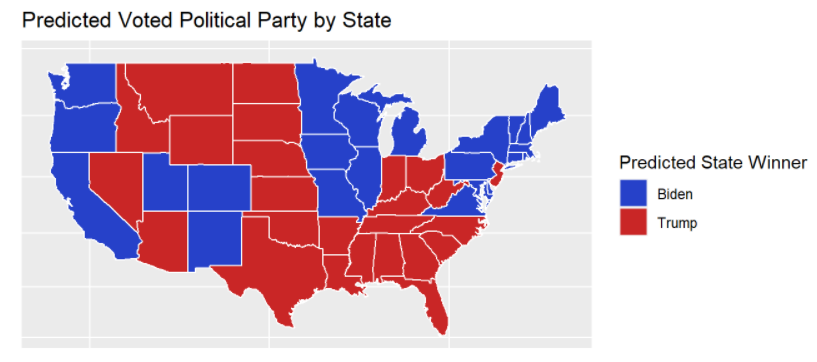 Predicted Voted Political Party by State
Predicted State Winner
Biden
Trump